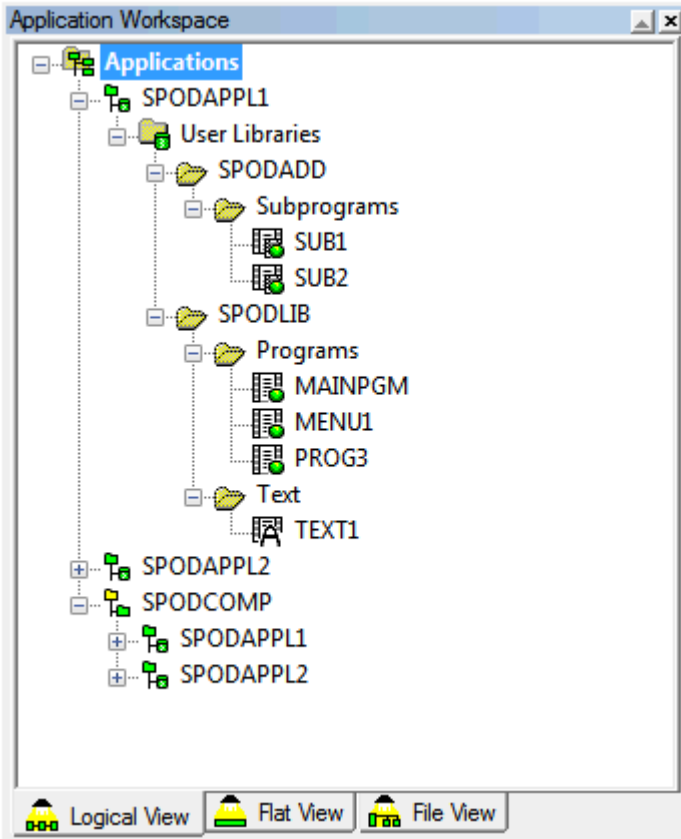 Application Workspace
Applications
SPODAPPL1
User Libraries
SPODADD
Subprograms
SUB1
SUB2
SPODLIB
Programs
MAINPGM
MENU1
PROG3
Text
TEXT1
SPODAPPL2
SPODCOMP
SPODAPPL1
SPODAPPL2
Logical View Flat View File View